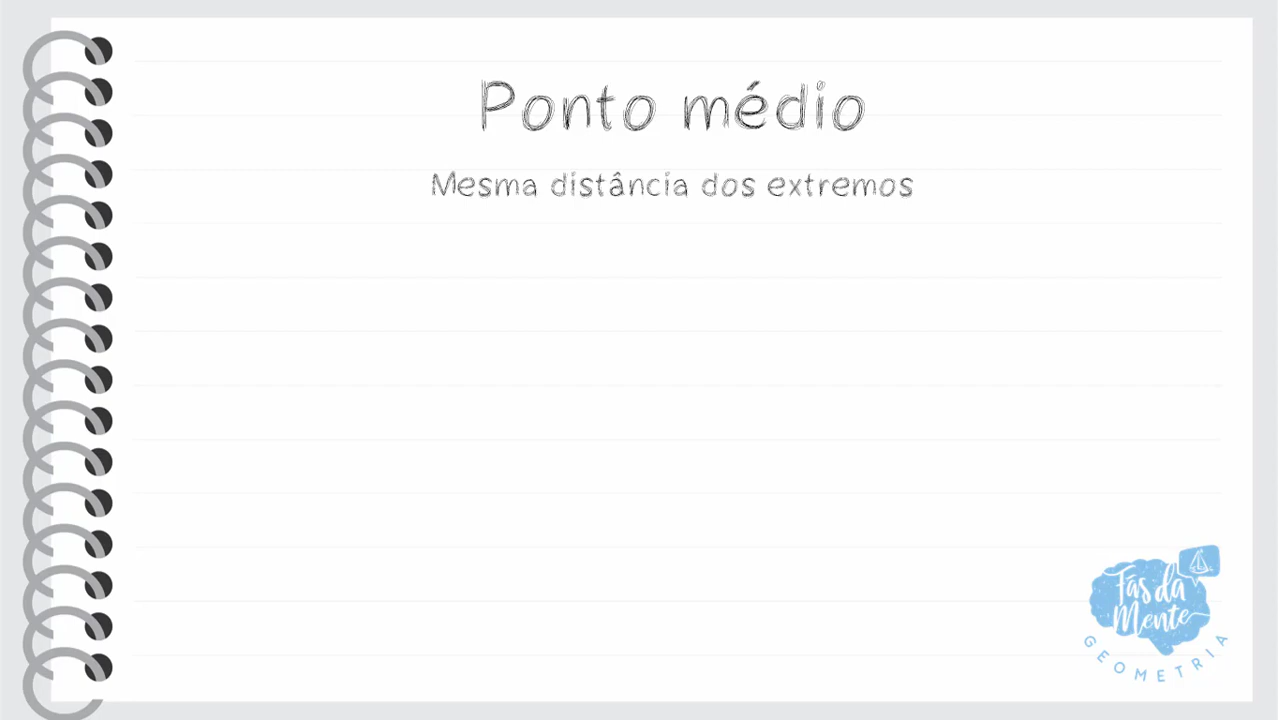 Ponto médio
Mesma distância dos extremos
Fãs da
Mente
GEOMETRIA